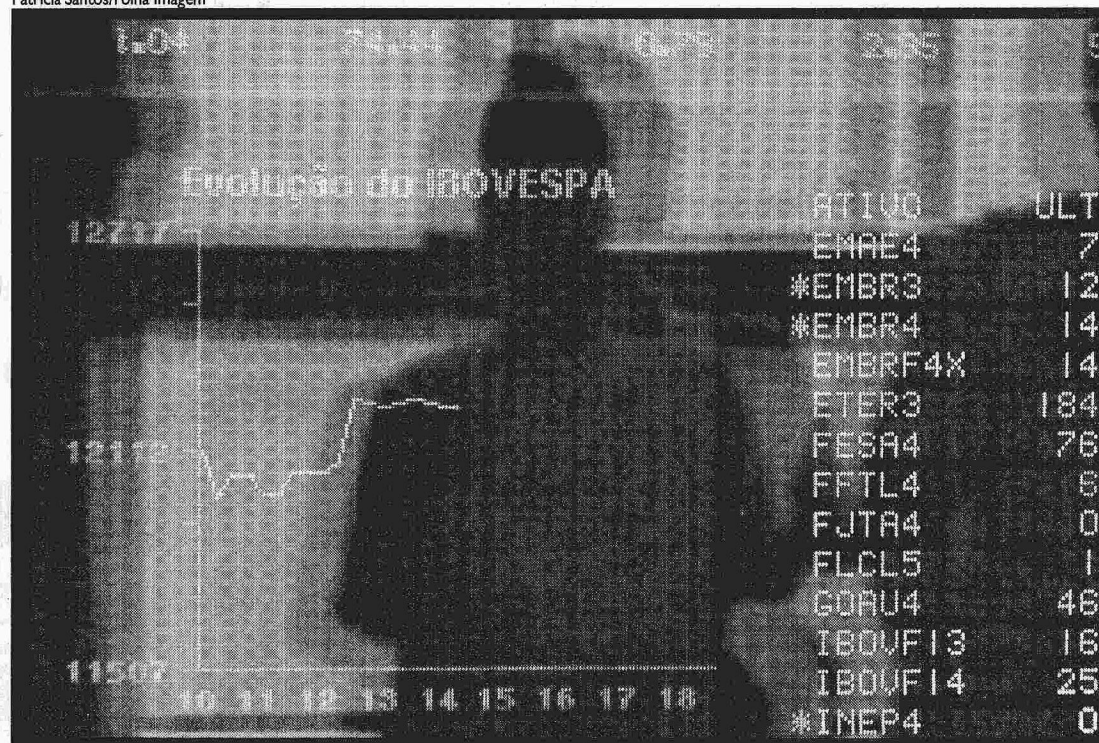 Patrícia Santos/Folha Imagem
1.04 0.79 2.95
Evolução do IBOVESPA
12717
12112
11507
10 11 12 13 14 15 16 17 18
ATIVO ULT
EMAE4 7
*EMBR3 12
*EMBR4 14
EMBRF4X 14
ETER3 184
FESA4 76
FFTL4
FJTA4 0
FLCL5 1
GOAU4 46
IBOVF13 16
IBOVF14 25
*INEP4 0